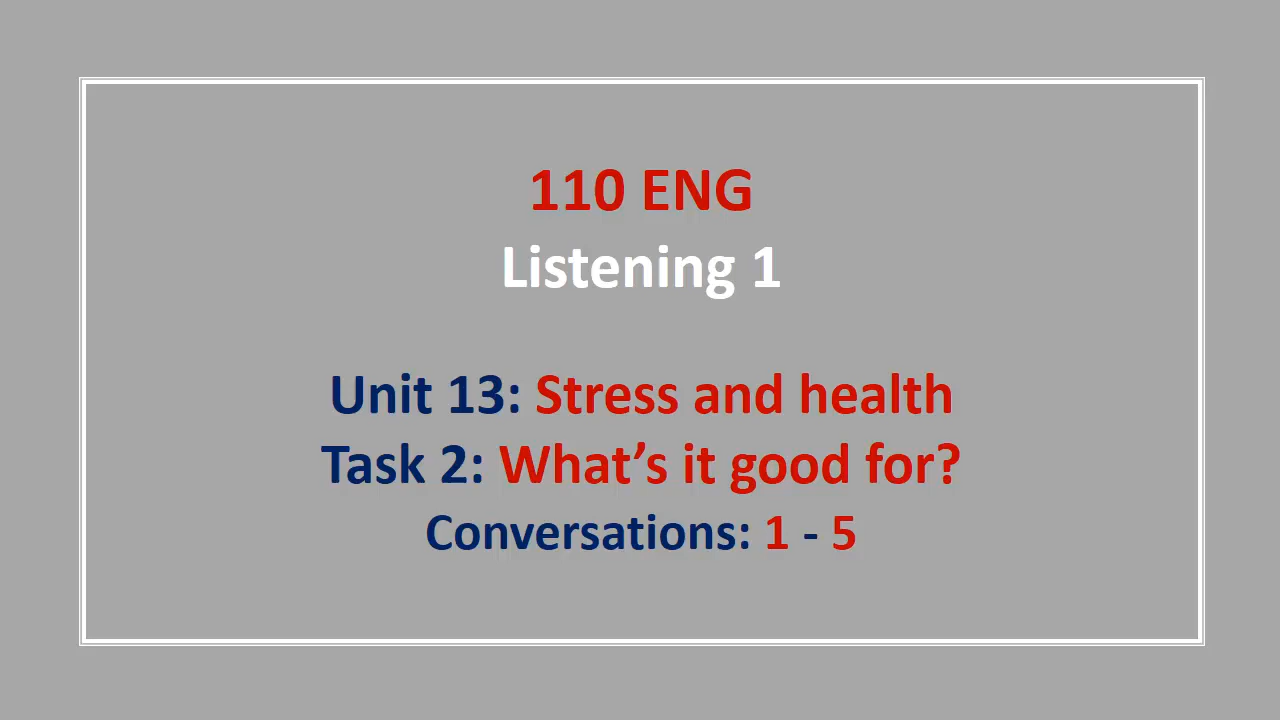 110 ENG
Listening 1
Unit 13: Stress and health
Task 2: What’s it good for?
Conversations: 1 - 5